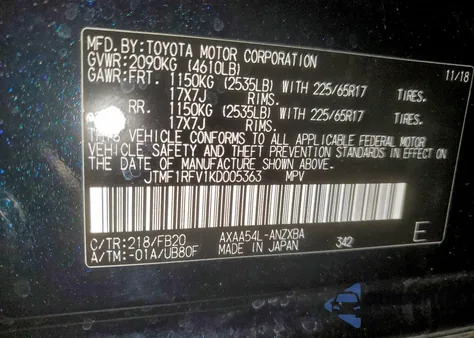 MFD.BY:TOYOTA MOTOR CORPORATION 11/18
GVWR:2090KG (4610LB)
GAWR:FRT. 1150KG (2535LB) WITH 225/65R17 TIRES.
17X7J RIMS.
RR. 1150KG (2535LB) WITH 225/65R17 TIRES.
17X7J RIMS.
THIS VEHICLE CONFORMS TO ALL APPLICABLE FEDERAL MOTOR
VEHICLE SAFETY AND THEFT PREVENTION STANDARDS IN EFFECT ON
THE DATE OF MANUFACTURE SHOWN ABOVE.
JTMF1RFV1KD005363 MPV
C/TR:218/FB20 AXAA54L-ANZXBA 342 E
A/TM:-01A/UB80F MADE IN JAPAN